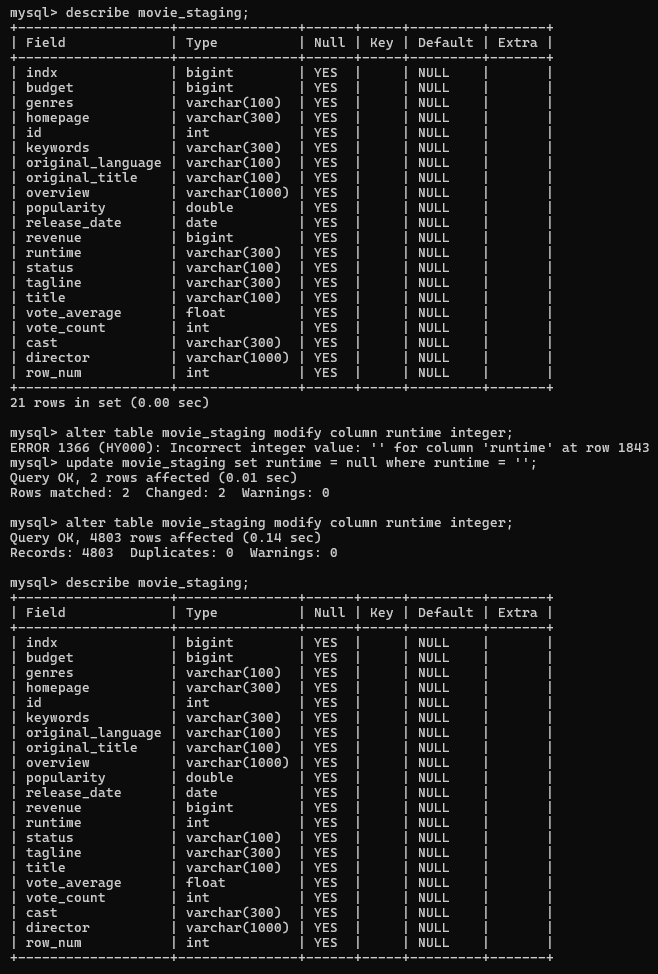 mysql> describe movie_staging;
+-------------------+---------------+------+-----+---------+-------+
| Field             | Type          | Null | Key | Default | Extra |
+-------------------+---------------+------+-----+---------+-------+
| indx              | bigint        | YES  |     | NULL    |       |
| budget            | bigint        | YES  |     | NULL    |       |
| genres            | varchar(100)  | YES  |     | NULL    |       |
| homepage          | varchar(300)  | YES  |     | NULL    |       |
| id                | int           | YES  |     | NULL    |       |
| keywords          | varchar(300)  | YES  |     | NULL    |       |
| original_language | varchar(100)  | YES  |     | NULL    |       |
| original_title    | varchar(100)  | YES  |     | NULL    |       |
| overview          | varchar(1000) | YES  |     | NULL    |       |
| popularity        | double        | YES  |     | NULL    |       |
| release_date      | date          | YES  |     | NULL    |       |
| revenue           | bigint        | YES  |     | NULL    |       |
| runtime           | varchar(300)  | YES  |     | NULL    |       |
| status            | varchar(100)  | YES  |     | NULL    |       |
| tagline           | varchar(300)  | YES  |     | NULL    |       |
| title             | varchar(100)  | YES  |     | NULL    |       |
| vote_average      | float         | YES  |     | NULL    |       |
| vote_count        | int           | YES  |     | NULL    |       |
| cast              | varchar(300)  | YES  |     | NULL    |       |
| director          | varchar(1000) | YES  |     | NULL    |       |
| row_num           | int           | YES  |     | NULL    |       |
+-------------------+---------------+------+-----+---------+-------+
21 rows in set (0.00 sec)
mysql> alter table movie_staging modify column runtime integer;
ERROR 1366 (HY000): Incorrect integer value: '' for column 'runtime' at row 1843
mysql> update movie_staging set runtime = null where runtime = '';
Query OK, 2 rows affected (0.01 sec)
Rows matched: 2  Changed: 2  Warnings: 0
mysql> alter table movie_staging modify column runtime integer;
Query OK, 4803 rows affected (0.14 sec)
Records: 4803  Duplicates: 0  Warnings: 0
mysql> describe movie_staging;
+-------------------+---------------+------+-----+---------+-------+
| Field             | Type          | Null | Key | Default | Extra |
+-------------------+---------------+------+-----+---------+-------+
| indx              | bigint        | YES  |     | NULL    |       |
| budget            | bigint        | YES  |     | NULL    |       |
| genres            | varchar(100)  | YES  |     | NULL    |       |
| homepage          | varchar(300)  | YES  |     | NULL    |       |
| id                | int           | YES  |     | NULL    |       |
| keywords          | varchar(300)  | YES  |     | NULL    |       |
| original_language | varchar(100)  | YES  |     | NULL    |       |
| original_title    | varchar(100)  | YES  |     | NULL    |       |
| overview          | varchar(1000) | YES  |     | NULL    |       |
| popularity        | double        | YES  |     | NULL    |       |
| release_date      | date          | YES  |     | NULL    |       |
| revenue           | bigint        | YES  |     | NULL    |       |
| runtime           | int           | YES  |     | NULL    |       |
| status            | varchar(100)  | YES  |     | NULL    |       |
| tagline           | varchar(300)  | YES  |     | NULL    |       |
| title             | varchar(100)  | YES  |     | NULL    |       |
| vote_average      | float         | YES  |     | NULL    |       |
| vote_count        | int           | YES  |     | NULL    |       |
| cast              | varchar(300)  | YES  |     | NULL    |       |
| director          | varchar(1000) | YES  |     | NULL    |       |
| row_num           | int           | YES  |     | NULL    |       |
+-------------------+---------------+------+-----+---------+-------+